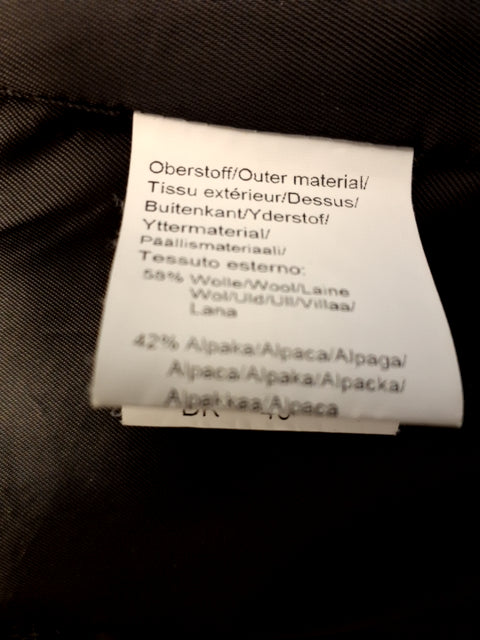 Oberstoff/Outer material/
Tissu extérieur/Dessus/
Buitenkant/Yderstof/
Yttermaterial/
Päällismateriaali/
Tessuto esterno:
58% Wolle/Wool/Laine
Wol/Uld/Ull/Villaa/
Lana
42% Alpaka/Alpaca/Alpaga/
Alpaca/Alpaka/Alpacka/
Alpakkaa/Alpaca